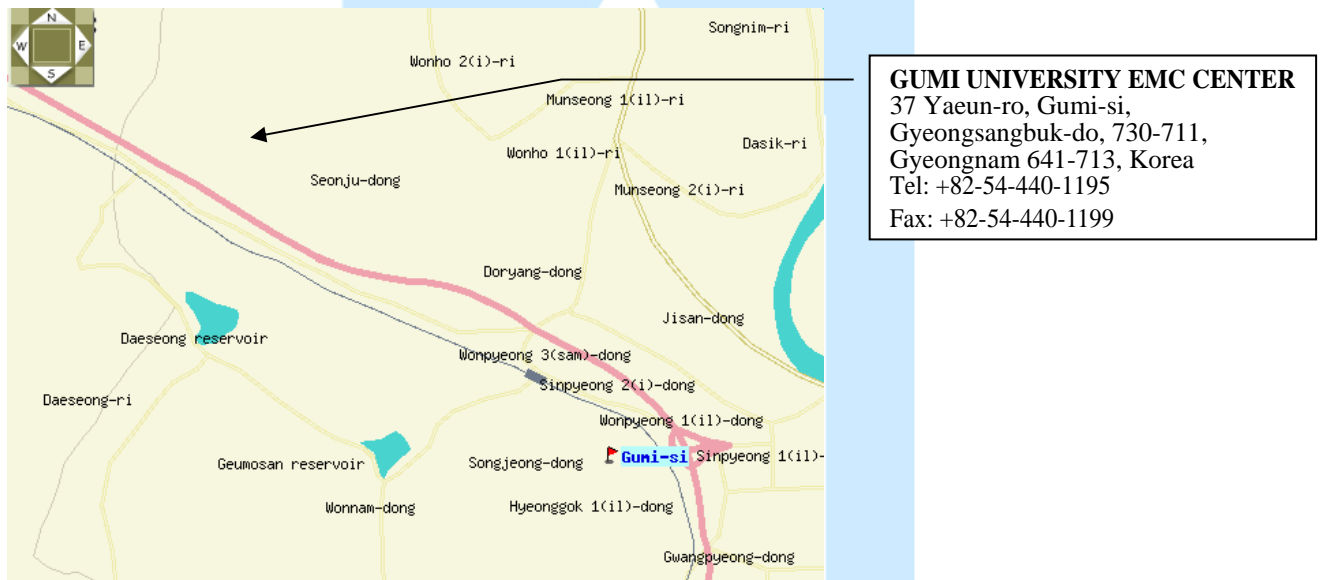 N
W
E
S
Songnim-ri
Wonho 2(i)-ri
Munseong 1(il)-ri
Dasik-ri
Wonho 1(il)-ri
Seonju-dong
Munseong 2(i)-ri
Doryang-dong
Jisan-dong
Daeseong reservoir
Wonpyeong 3(sam)-dong
Sinpyeong 2(i)-dong
Daeseong-ri
Wonpyeong 1(il)-dong
Gumi-si
Sinpyeong 1(il)-
Geumosan reservoir
Songjeong-dong
Wonnam-dong
Hyeonggok 1(il)-dong
Gwangpyeong-dong
GUMI UNIVERSITY EMC CENTER
37 Yaeun-ro, Gumi-si,
Gyeongsangbuk-do, 730-711,
Gyeongnam 641-713, Korea
Tel: +82-54-440-1195
Fax: +82-54-440-1199